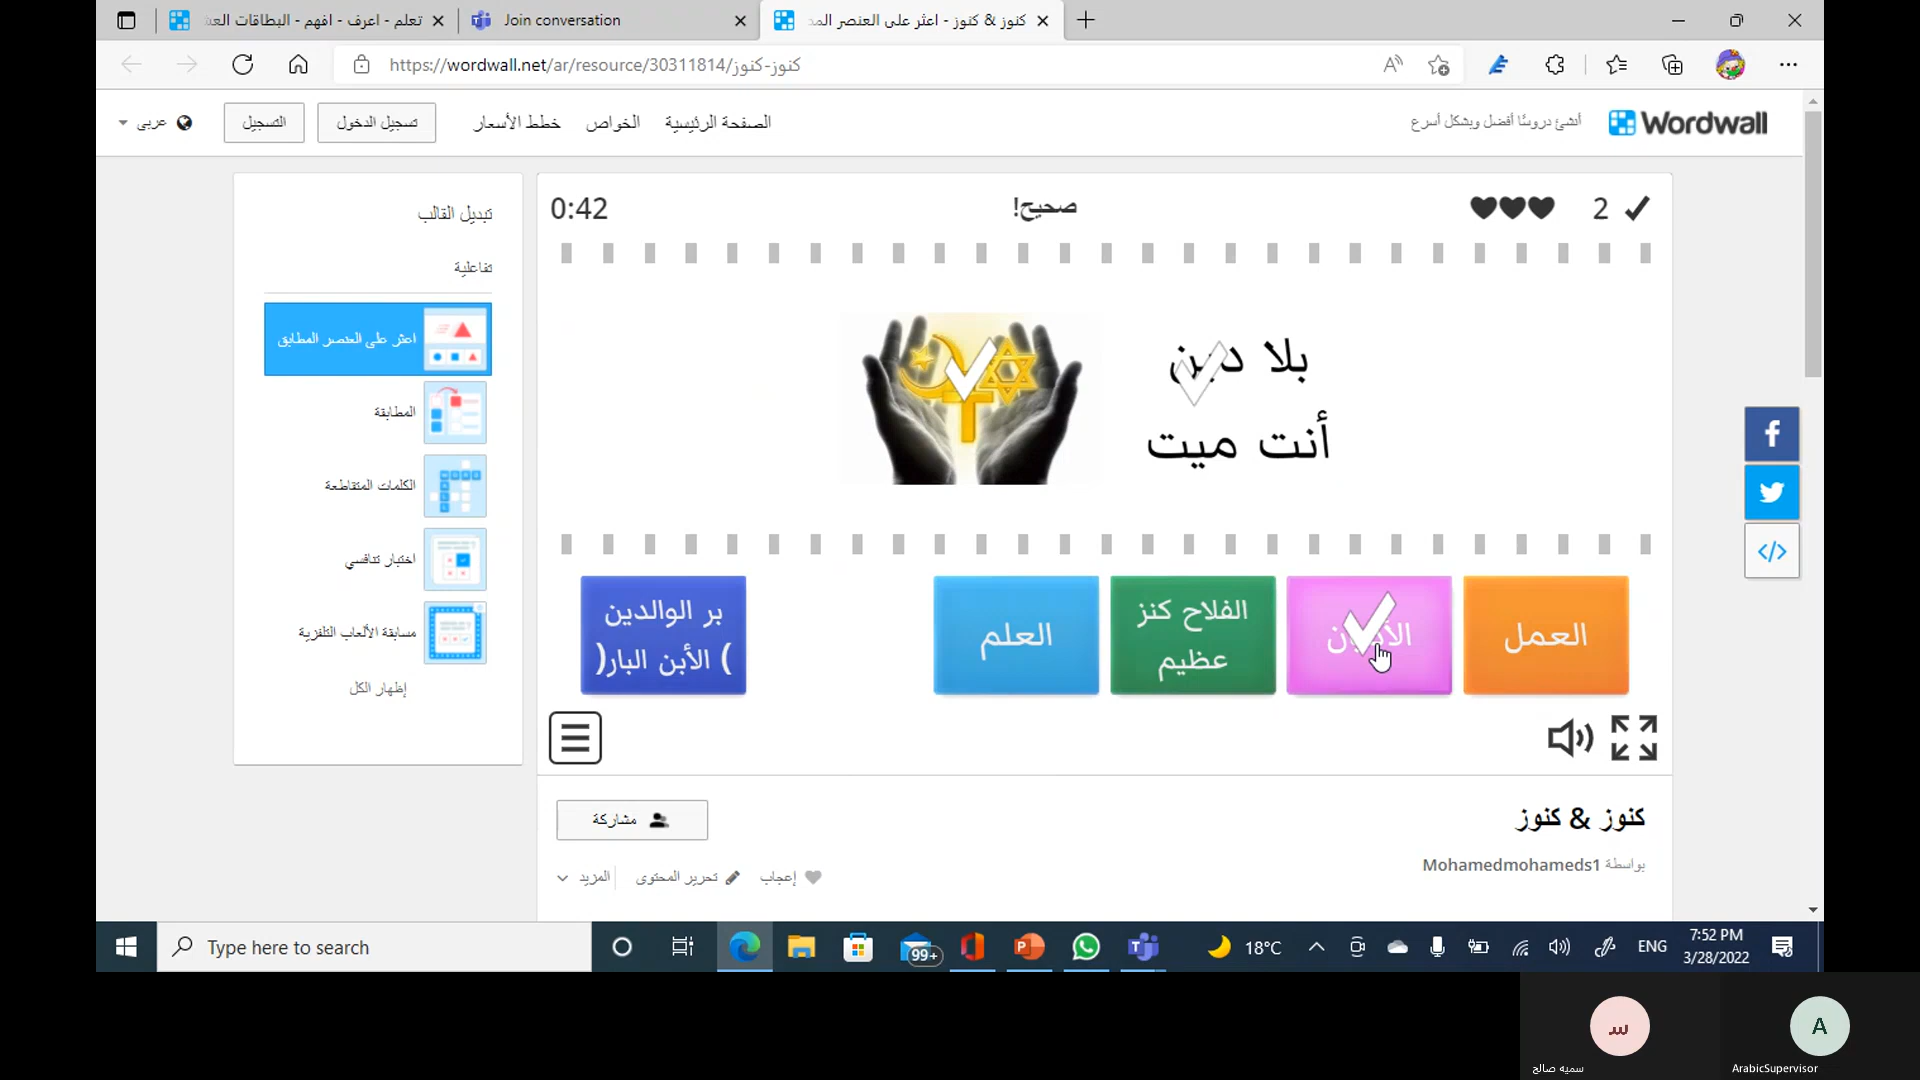 تعلم - اعرف - افهم - البطاقات
Join conversation
كنوز & كنوز - اعثر على العنصر
https://wordwall.net/ar/resource/30311814/كنوز-كنوز
Wordwall
أنشئ دروسًا أفضل وبشكل أسرع
الصفحة الرئيسية
الخواص
خطط الأسعار
تسجيل الدخول
التسجيل
عربى
تبديل القالب
تفاعلية
اعثر على العنصر المطابق
المطابقة
الكلمات المتقاطعة
اختبار تنافسي
مسابقة الألعاب التلفزية
إظهار الكل
0:42
صحيح!
2
بلا دين
أنت ميت
العمل
الفلاح كنز
عظيم
العلم
بر الوالدين
) الأبن البار(
كنوز & كنوز
بواسطة Mohamedmohameds1
مشاركة
إعجاب
تحرير المحتوى
المزيد
Type here to search
99+
18°C
ENG
7:52 PM
3/28/2022
س
سميه صالح
A
ArabicSupervisor